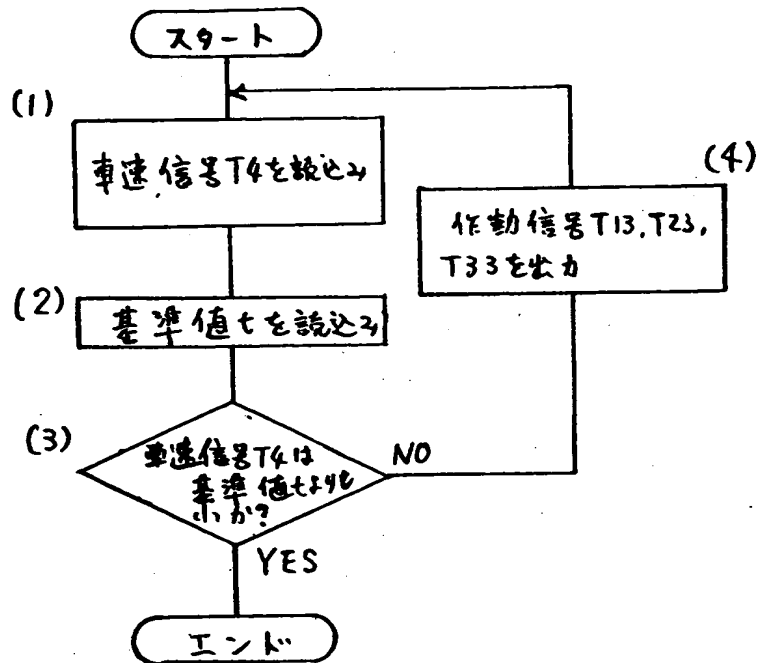 スタート
(1)
車速信号T4を読込み
(2)
基準値tを読込み
(3)
車速信号T4は
基準値tよりも
小か?
NO
YES
エンド
(4)
作動信号T13,T23,
T33を出力